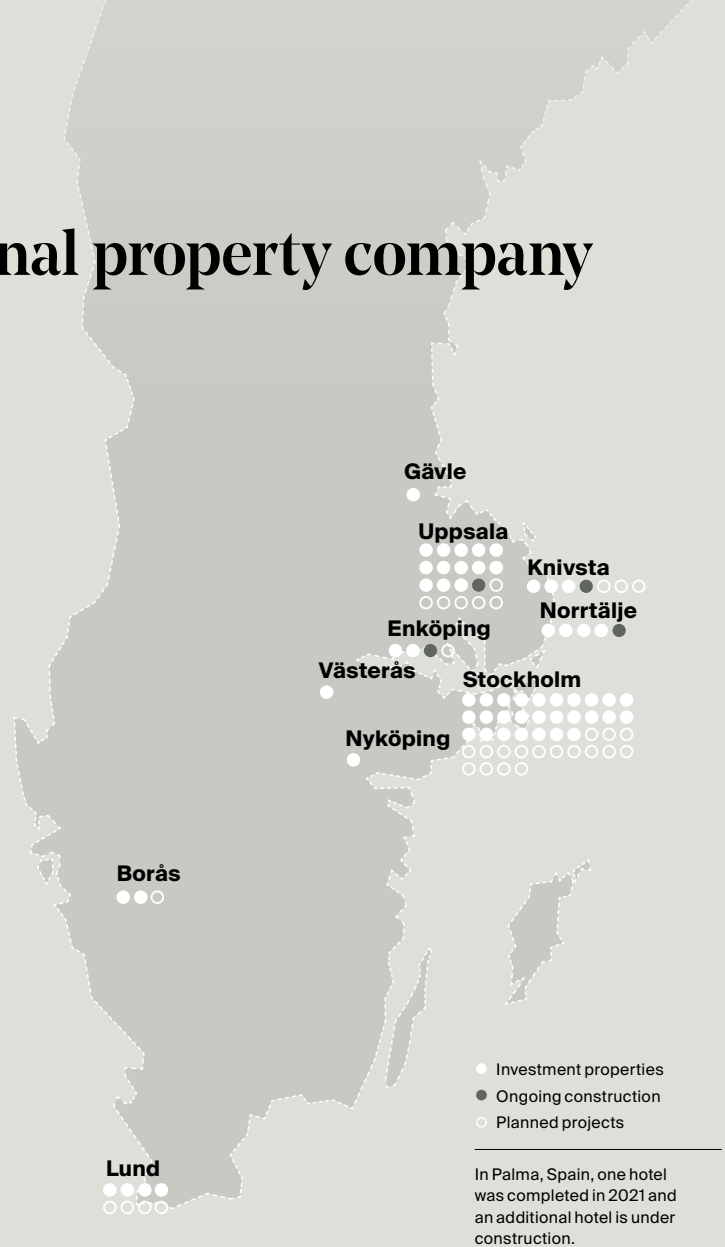 nal property company
Gävle
Uppsala
Knivsta
Norrtälje
Enköping
Västerås
Stockholm
Nyköping
Borås
Lund
Investment properties
Ongoing construction
Planned projects
In Palma, Spain, one hotel
was completed in 2021 and
an additional hotel is under
construction.